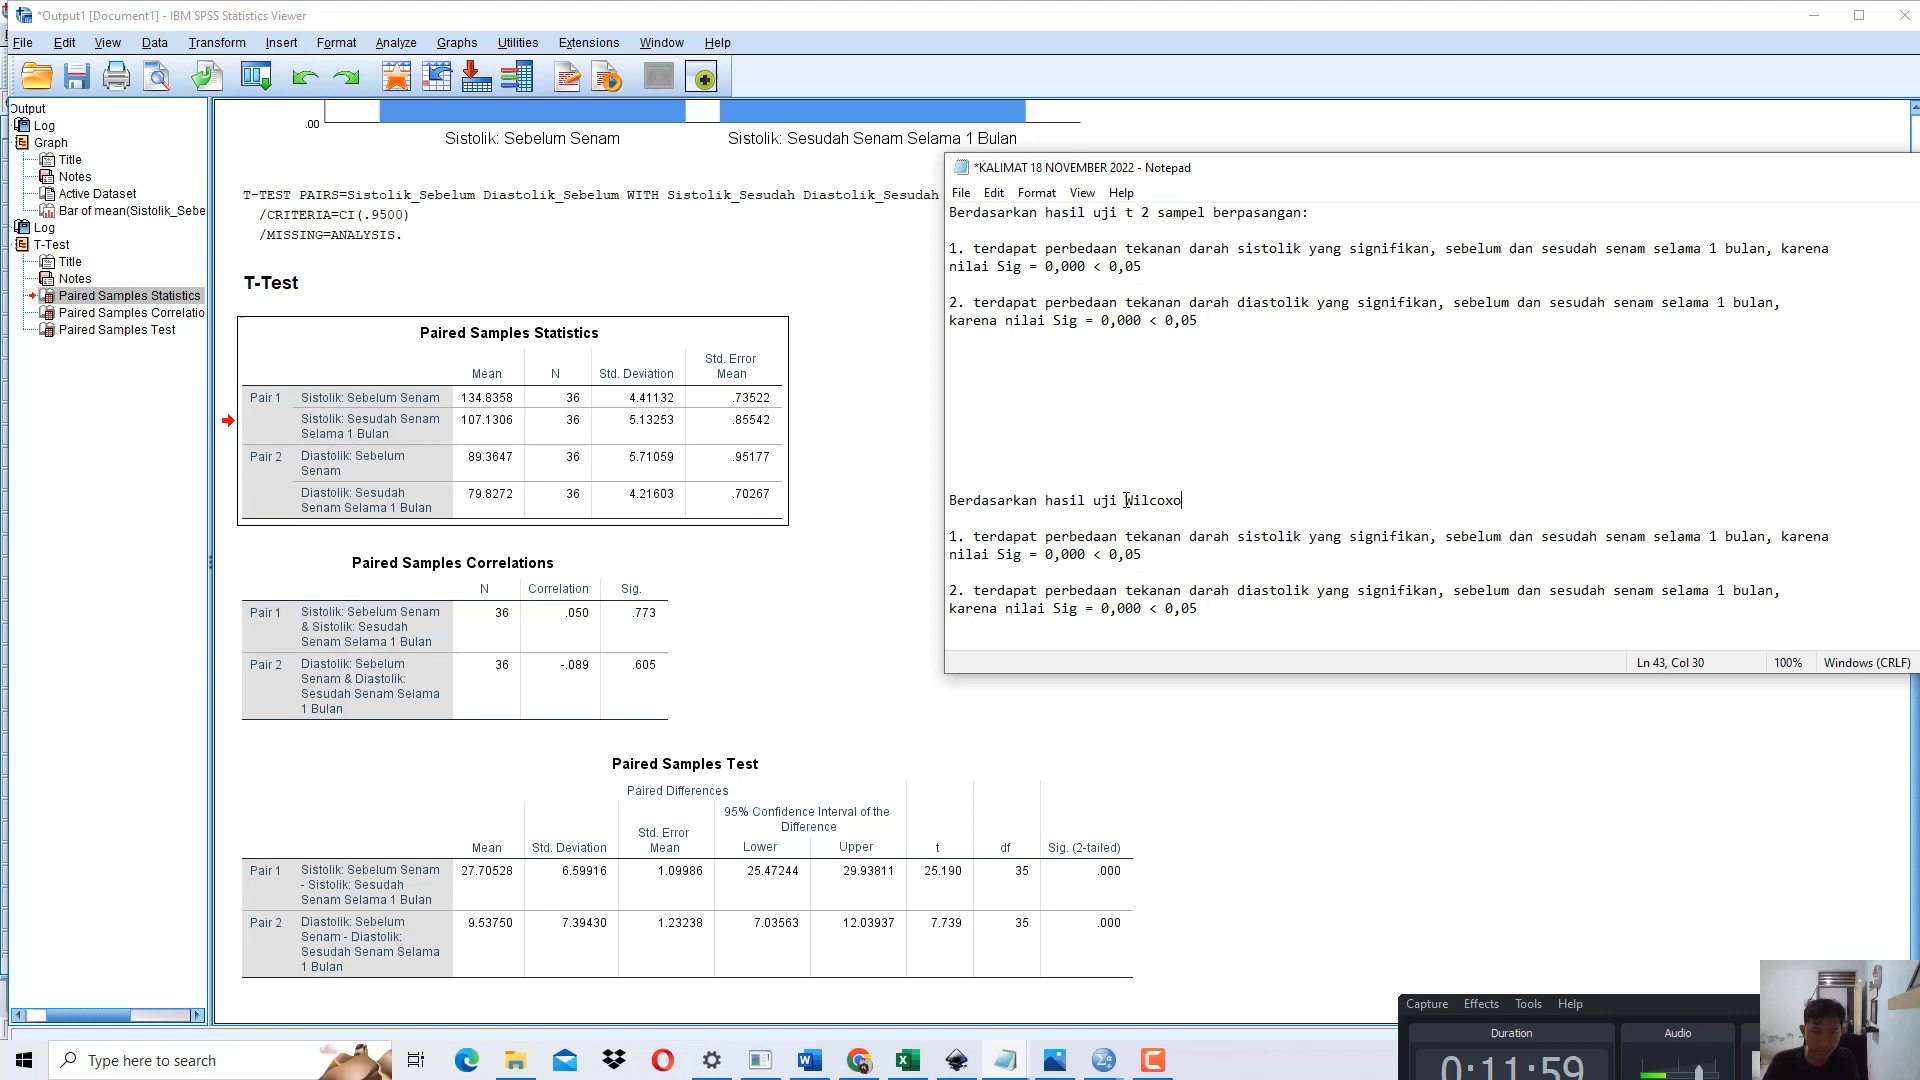 *Output1 [Document1] - IBM SPSS Statistics Viewer
File Edit View Data Transform Insert Format Analyze Graphs Utilities Extensions Window Help
Output
Log
Graph
Title
Notes
Active Dataset
Bar of mean(Sistolik_Sebe
Log
T-Test
Title
Notes
Paired Samples Statistics
Paired Samples Correlatio
Paired Samples Test
.00
Sistolik: Sebelum Senam Sistolik: Sesudah Senam Selama 1 Bulan
T-TEST PAIRS=Sistolik_Sebelum Diastolik_Sebelum WITH Sistolik_Sesudah Diastolik_Sesudah
/CRITERIA=CI(.9500)
/MISSING=ANALYSIS.
T-Test
Paired Samples Statistics
Mean N Std. Deviation Std. Error
Mean
Pair 1 Sistolik: Sebelum Senam 134.8358 36 4.41132 .73522
Sistolik: Sesudah Senam 107.1306 36 5.13253 .85542
Selama 1 Bulan
Pair 2 Diastolik: Sebelum 89.3647 36 5.71059 .95177
Senam
Diastolik: Sesudah 79.8272 36 4.21603 .70267
Senam Selama 1 Bulan
Paired Samples Correlations
N Correlation Sig.
Pair 1 Sistolik: Sebelum Senam 36 .050 .773
& Sistolik: Sesudah
Senam Selama 1 Bulan
Pair 2 Diastolik: Sebelum 36 -.089 .605
Senam & Diastolik:
Sesudah Senam Selama
1 Bulan
Paired Samples Test
Paired Differences
95% Confidence Interval of the
Difference
Std. Error
Mean Std. Deviation Mean Lower Upper t df Sig. (2-tailed)
Pair 1 Sistolik: Sebelum Senam 27.70528 6.59916 1.09986 25.47244 29.93811 25.190 35 .000
- Sistolik: Sesudah
Senam Selama 1 Bulan
Pair 2 Diastolik: Sebelum 9.53750 7.39430 1.23238 7.03563 12.03937 7.739 35 .000
Senam - Diastolik:
Sesudah Senam Selama
1 Bulan
*KALIMAT 18 NOVEMBER 2022 - Notepad
File Edit Format View Help
Berdasarkan hasil uji t 2 sampel berpasangan:
1. terdapat perbedaan tekanan darah sistolik yang signifikan, sebelum dan sesudah senam selama 1 bulan, karena
nilai Sig = 0,000 < 0,05
2. terdapat perbedaan tekanan darah diastolik yang signifikan, sebelum dan sesudah senam selama 1 bulan,
karena nilai Sig = 0,000 < 0,05
Berdasarkan hasil uji Wilcoxo
1. terdapat perbedaan tekanan darah sistolik yang signifikan, sebelum dan sesudah senam selama 1 bulan, karena
nilai Sig = 0,000 < 0,05
2. terdapat perbedaan tekanan darah diastolik yang signifikan, sebelum dan sesudah senam selama 1 bulan,
karena nilai Sig = 0,000 < 0,05
Ln 43, Col 30 100% Windows (CRLF)
Capture Effects Tools Help
Duration Audio
0:11:59
Type here to search